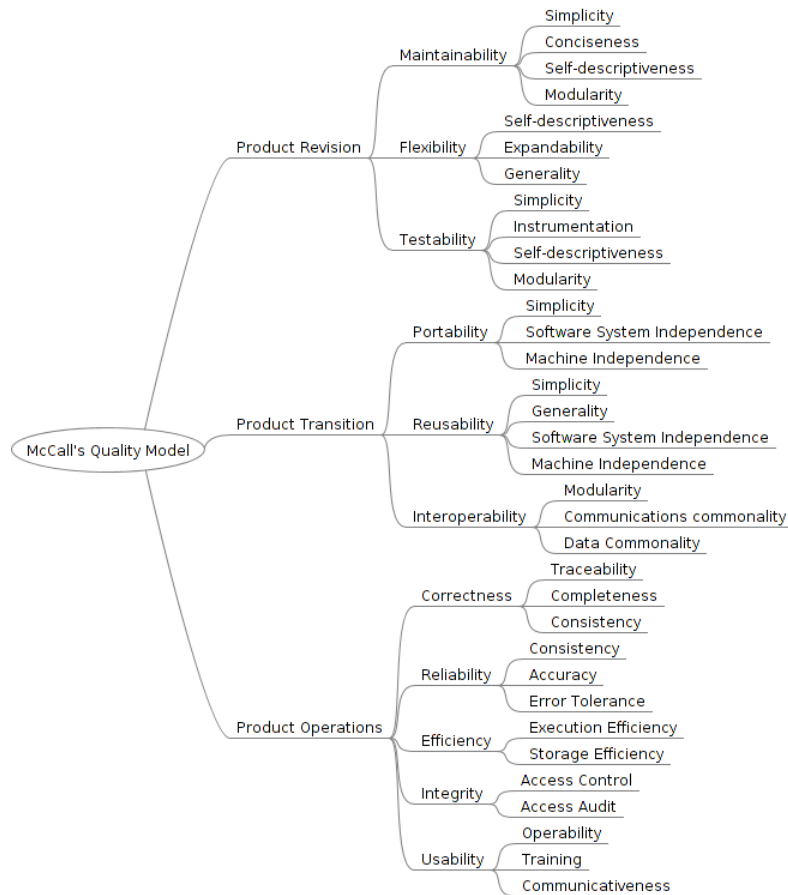 McCall's Quality Model
Product Revision
Maintainability
Simplicity
Conciseness
Self-descriptiveness
Modularity
Flexibility
Self-descriptiveness
Expandability
Generality
Testability
Simplicity
Instrumentation
Self-descriptiveness
Modularity
Product Transition
Portability
Simplicity
Software System Independence
Machine Independence
Reusability
Simplicity
Generality
Software System Independence
Machine Independence
Interoperability
Modularity
Communications commonality
Data Commonality
Product Operations
Correctness
Traceability
Completeness
Consistency
Reliability
Consistency
Accuracy
Error Tolerance
Efficiency
Execution Efficiency
Storage Efficiency
Integrity
Access Control
Access Audit
Usability
Operability
Training
Communicativeness